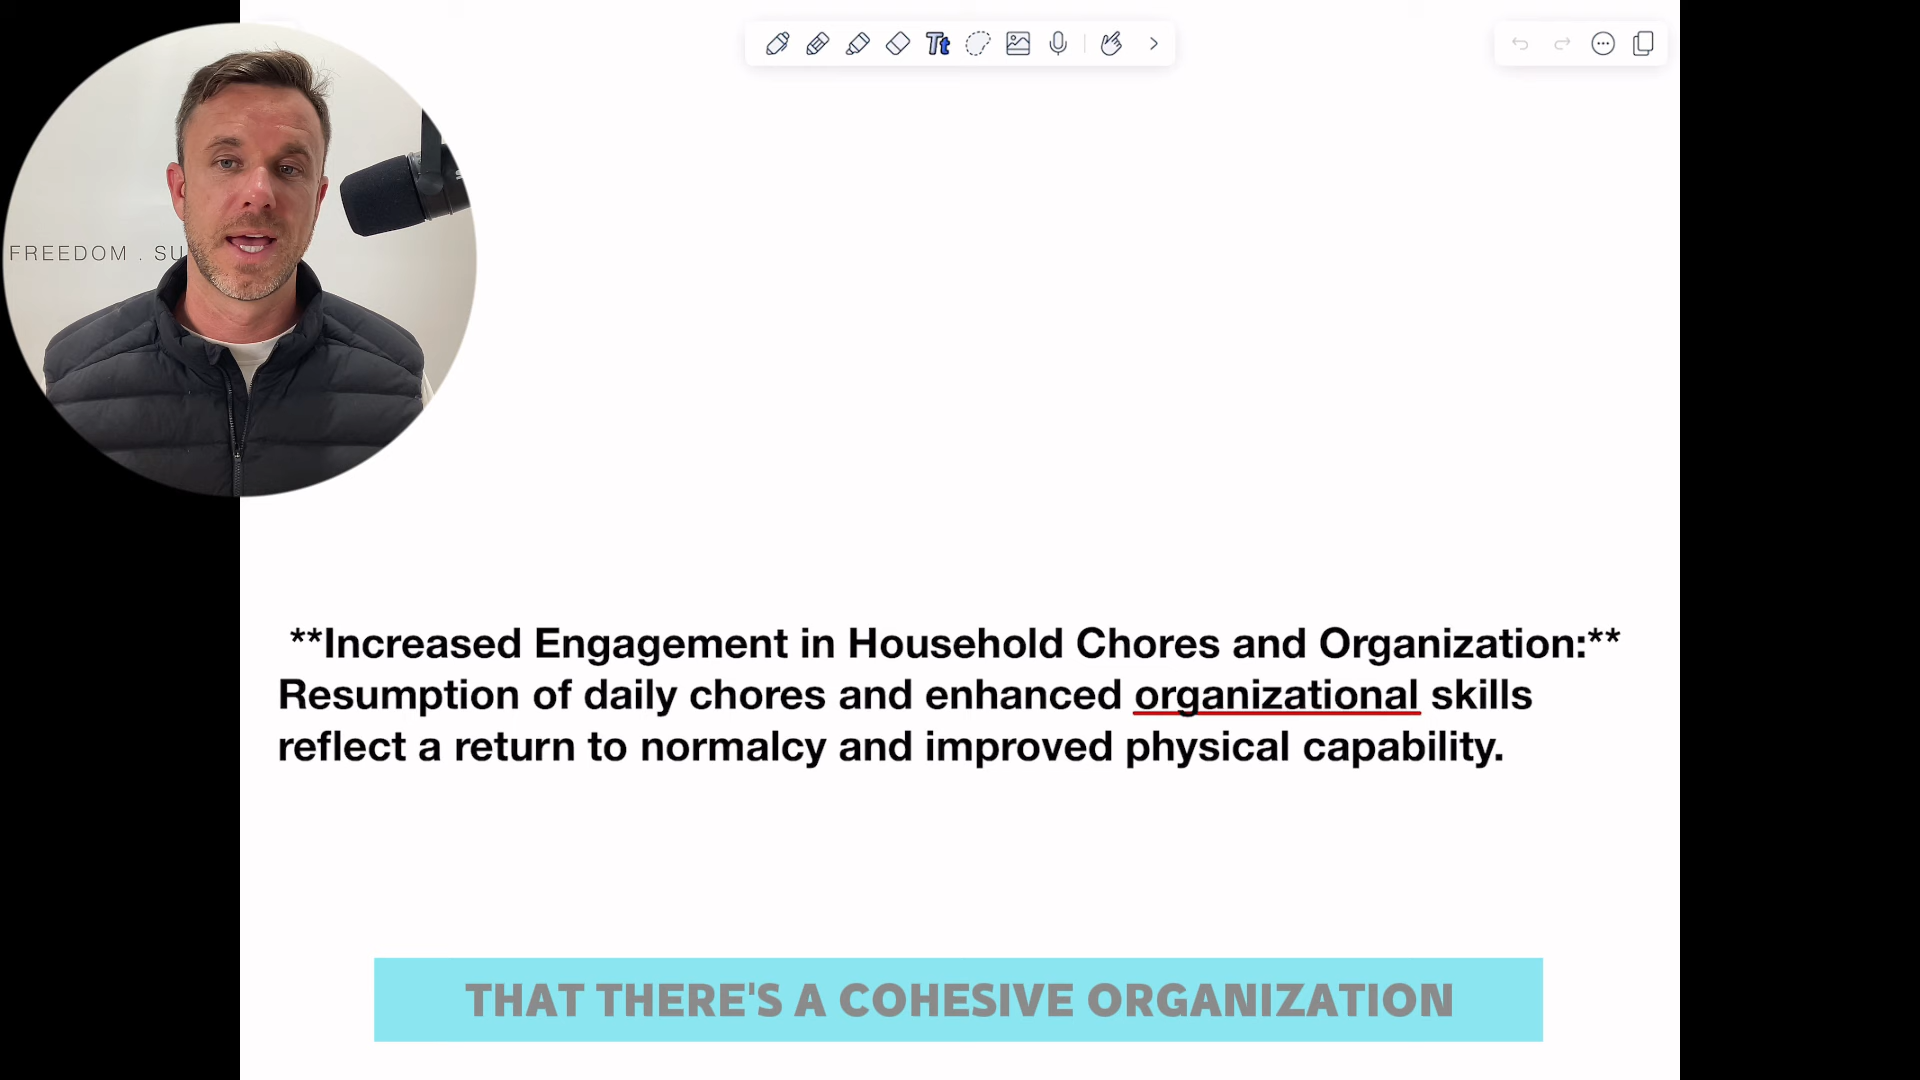 FREEDOM . SU
Tt
**Increased Engagement in Household Chores and Organization:**
Resumption of daily chores and enhanced organizational skills
reflect a return to normalcy and improved physical capability.
THAT THERE'S A COHESIVE ORGANIZATION